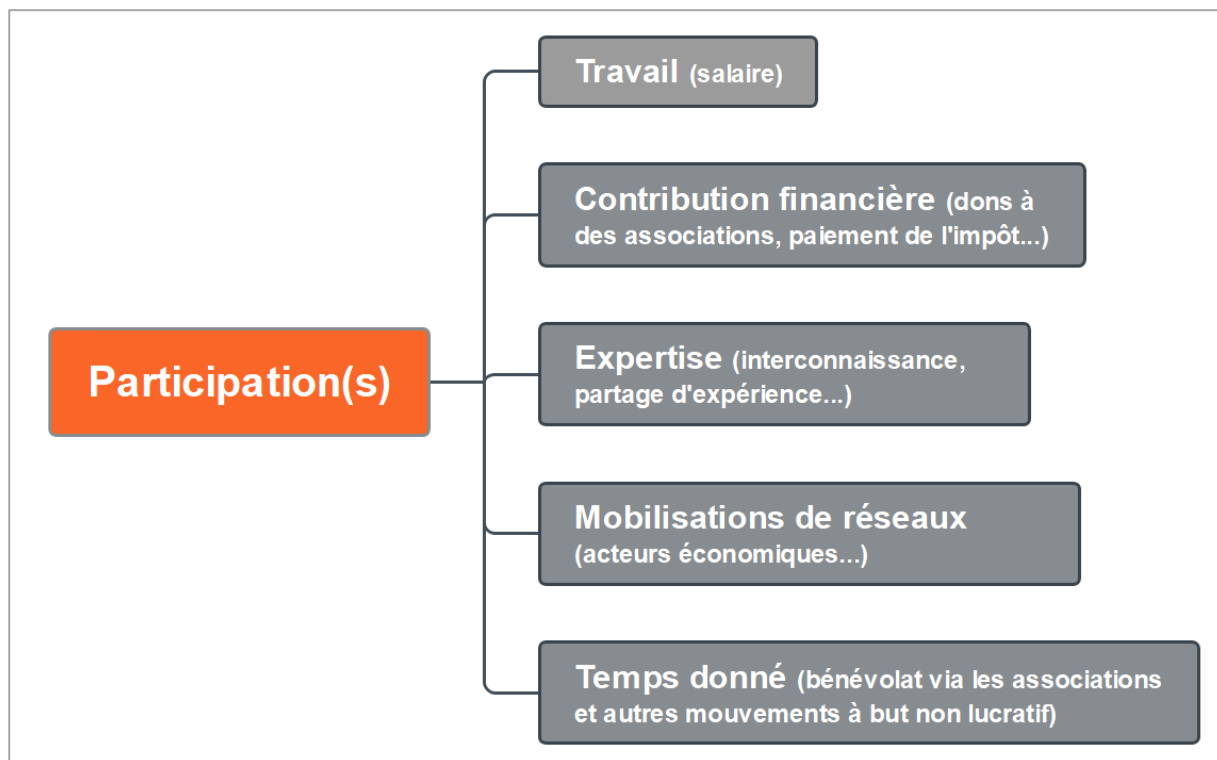 Travail (salaire)
Contribution financière (dons à
des associations, paiement de l'impôt...)
Participation(s)
Expertise (interconnaissance,
partage d'expérience...)
Mobilisations de réseaux
(acteurs économiques...)
Temps donné (bénévolat via les associations
et autres mouvements à but non lucratif)